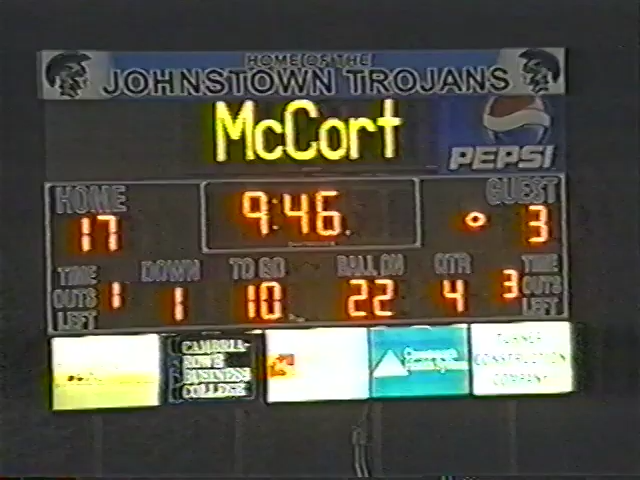 HOME OF THE
JOHNSTOWN TROJANS
McCort
PEPSI
HOME
GUEST
17
9:46
3
TIME OUTS LEFT
1
DOWN
1
TO GO
10
BALL ON
22
QTR
4
3
TIME OUTS LEFT
CAMBRIA-
ROWE
BUSINESS
COLLEGE
TURNER
CONSTRUCTION
COMPANY